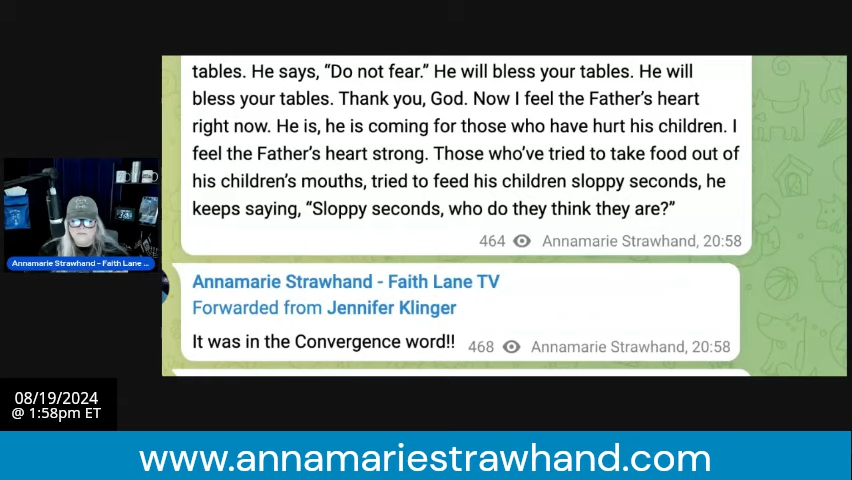 tables. He says, “Do not fear.” He will bless your tables. He will
bless your tables. Thank you, God. Now I feel the Father’s heart
right now. He is, he is coming for those who have hurt his children. I
feel the Father’s heart strong. Those who’ve tried to take food out of
his children’s mouths, tried to feed his children sloppy seconds, he
keeps saying, “Sloppy seconds, who do they think they are?”
464 Annamarie Strawhand, 20:58
Annamarie Strawhand - Faith Lane TV
Forwarded from Jennifer Klinger
It was in the Convergence word!! 468 Annamarie Strawhand, 20:58
Annamarie Strawhand - Faith Lane ...
08/19/2024
@ 1:58pm ET
www.annamariestrawhand.com